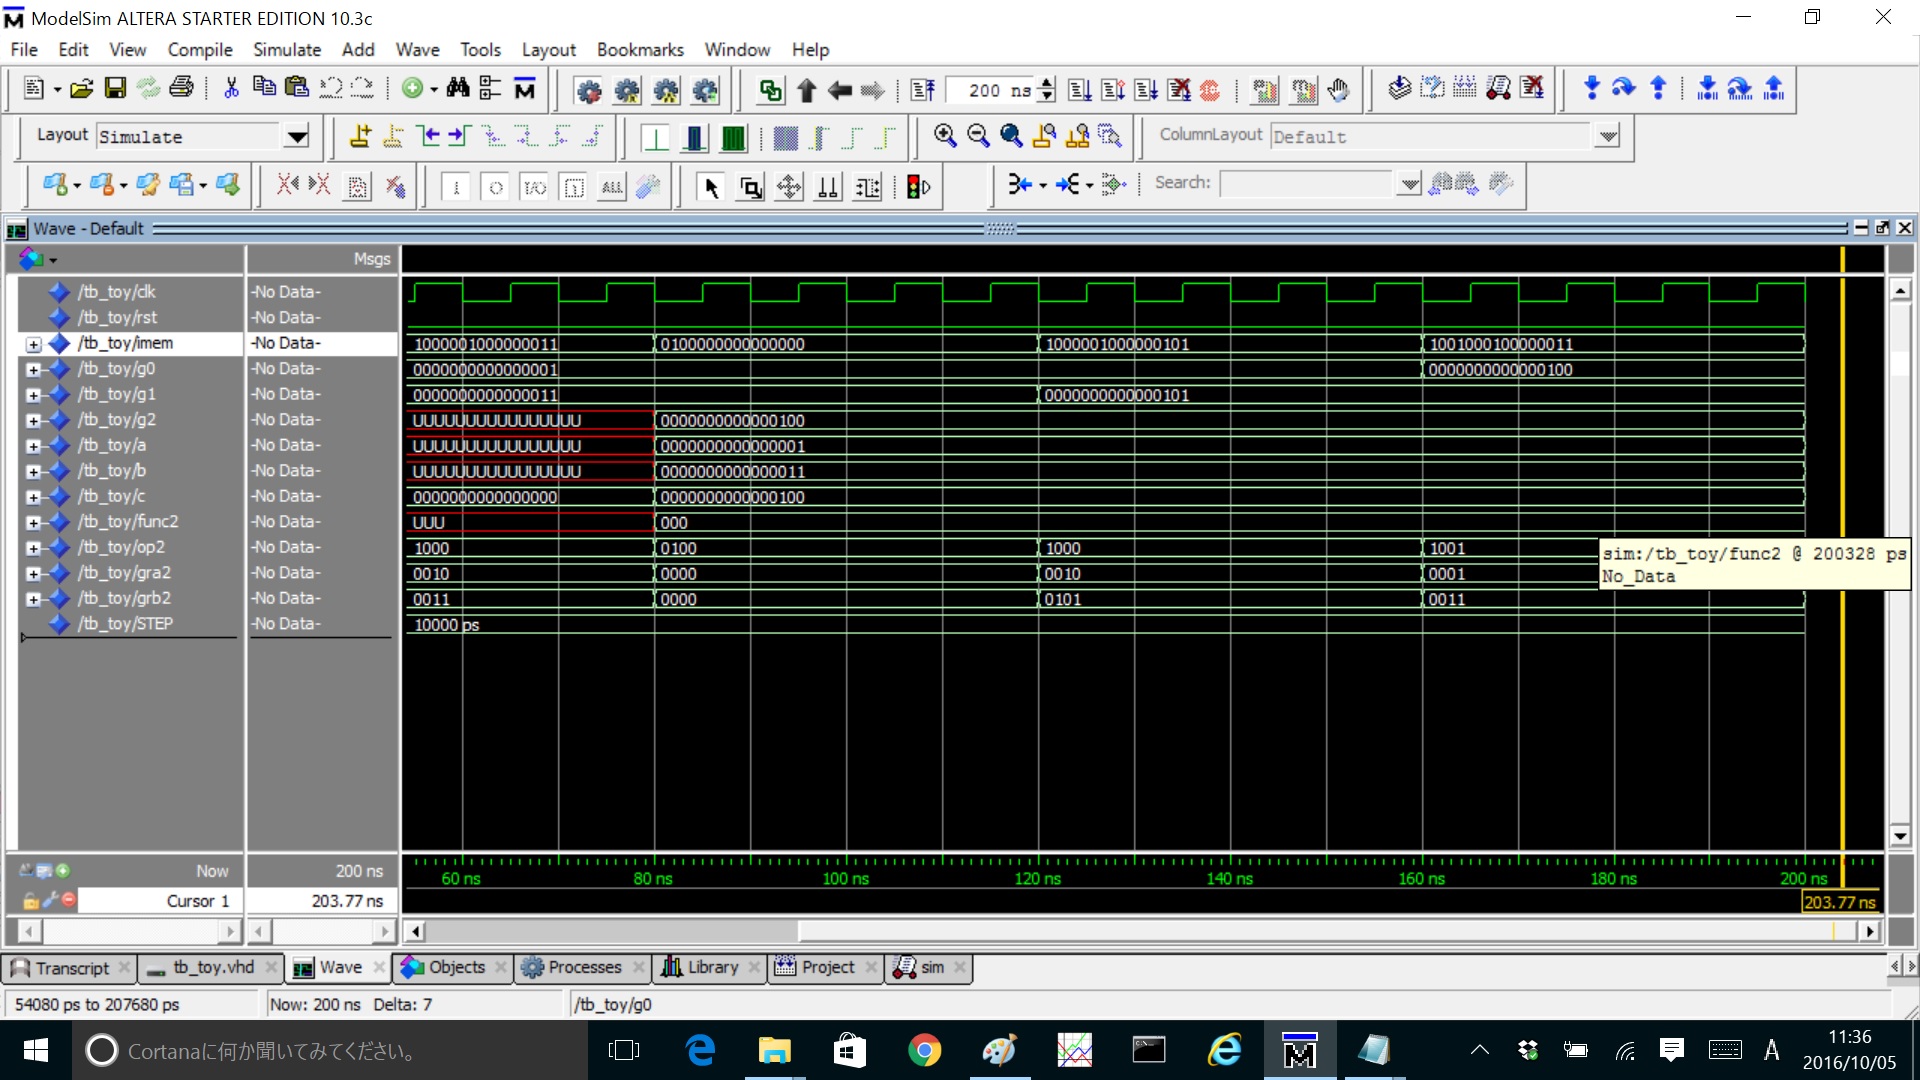 ModelSim ALTERA STARTER EDITION 10.3c
File Edit View Compile Simulate Add Wave Tools Layout Bookmarks Window Help
200 ns
Layout Simulate ColumnLayout Default
Search:
Wave - Default
Msgs
/tb_toy/clk -No Data-
/tb_toy/rst -No Data-
/tb_toy/imem -No Data- 1000001000000011 0100000000000000 1000001000000101 1001000100000011
/tb_toy/g0 -No Data- 0000000000000001 0000000000000100
/tb_toy/g1 -No Data- 0000000000000011 0000000000000101
/tb_toy/g2 -No Data- UUUUUUUUUUUUUUUU 0000000000000100
/tb_toy/a -No Data- UUUUUUUUUUUUUUUU 0000000000000001
/tb_toy/b -No Data- UUUUUUUUUUUUUUUU 0000000000000011
/tb_toy/c -No Data- 0000000000000000 0000000000000100
/tb_toy/func2 -No Data- UUU 000
/tb_toy/op2 -No Data- 1000 0100 1000 1001
sim:/tb_toy/func2 @ 200328 ps
No_Data
/tb_toy/gra2 -No Data- 0010 0000 0010 0001
/tb_toy/grb2 -No Data- 0011 0000 0101 0011
/tb_toy/STEP -No Data- 10000 ps
Now 200 ns 60 ns 80 ns 100 ns 120 ns 140 ns 160 ns 180 ns 200 ns
Cursor 1 203.77 ns 203.77 ns
Transcript tb_toy.vhd Wave Objects Processes Library Project sim
54080 ps to 207680 ps Now: 200 ns Delta: 7 /tb_toy/g0
Cortanaに何か聞いてみてください。
A
11:36
2016/10/05